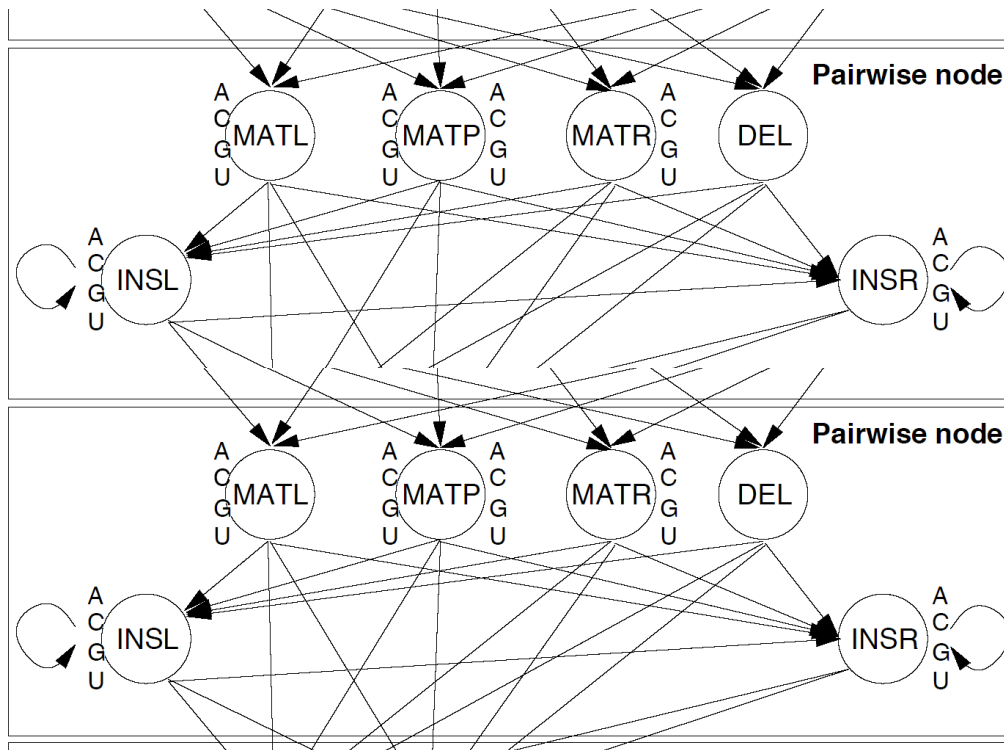 Pairwise node
A A A A
C C C C
G G G G
U U U U
MATL MATP MATR DEL
A A
C C
G G
U U
INSL INSR
Pairwise node
A A A A
C C C C
G G G G
U U U U
MATL MATP MATR DEL
A A
C C
G G
U U
INSL INSR